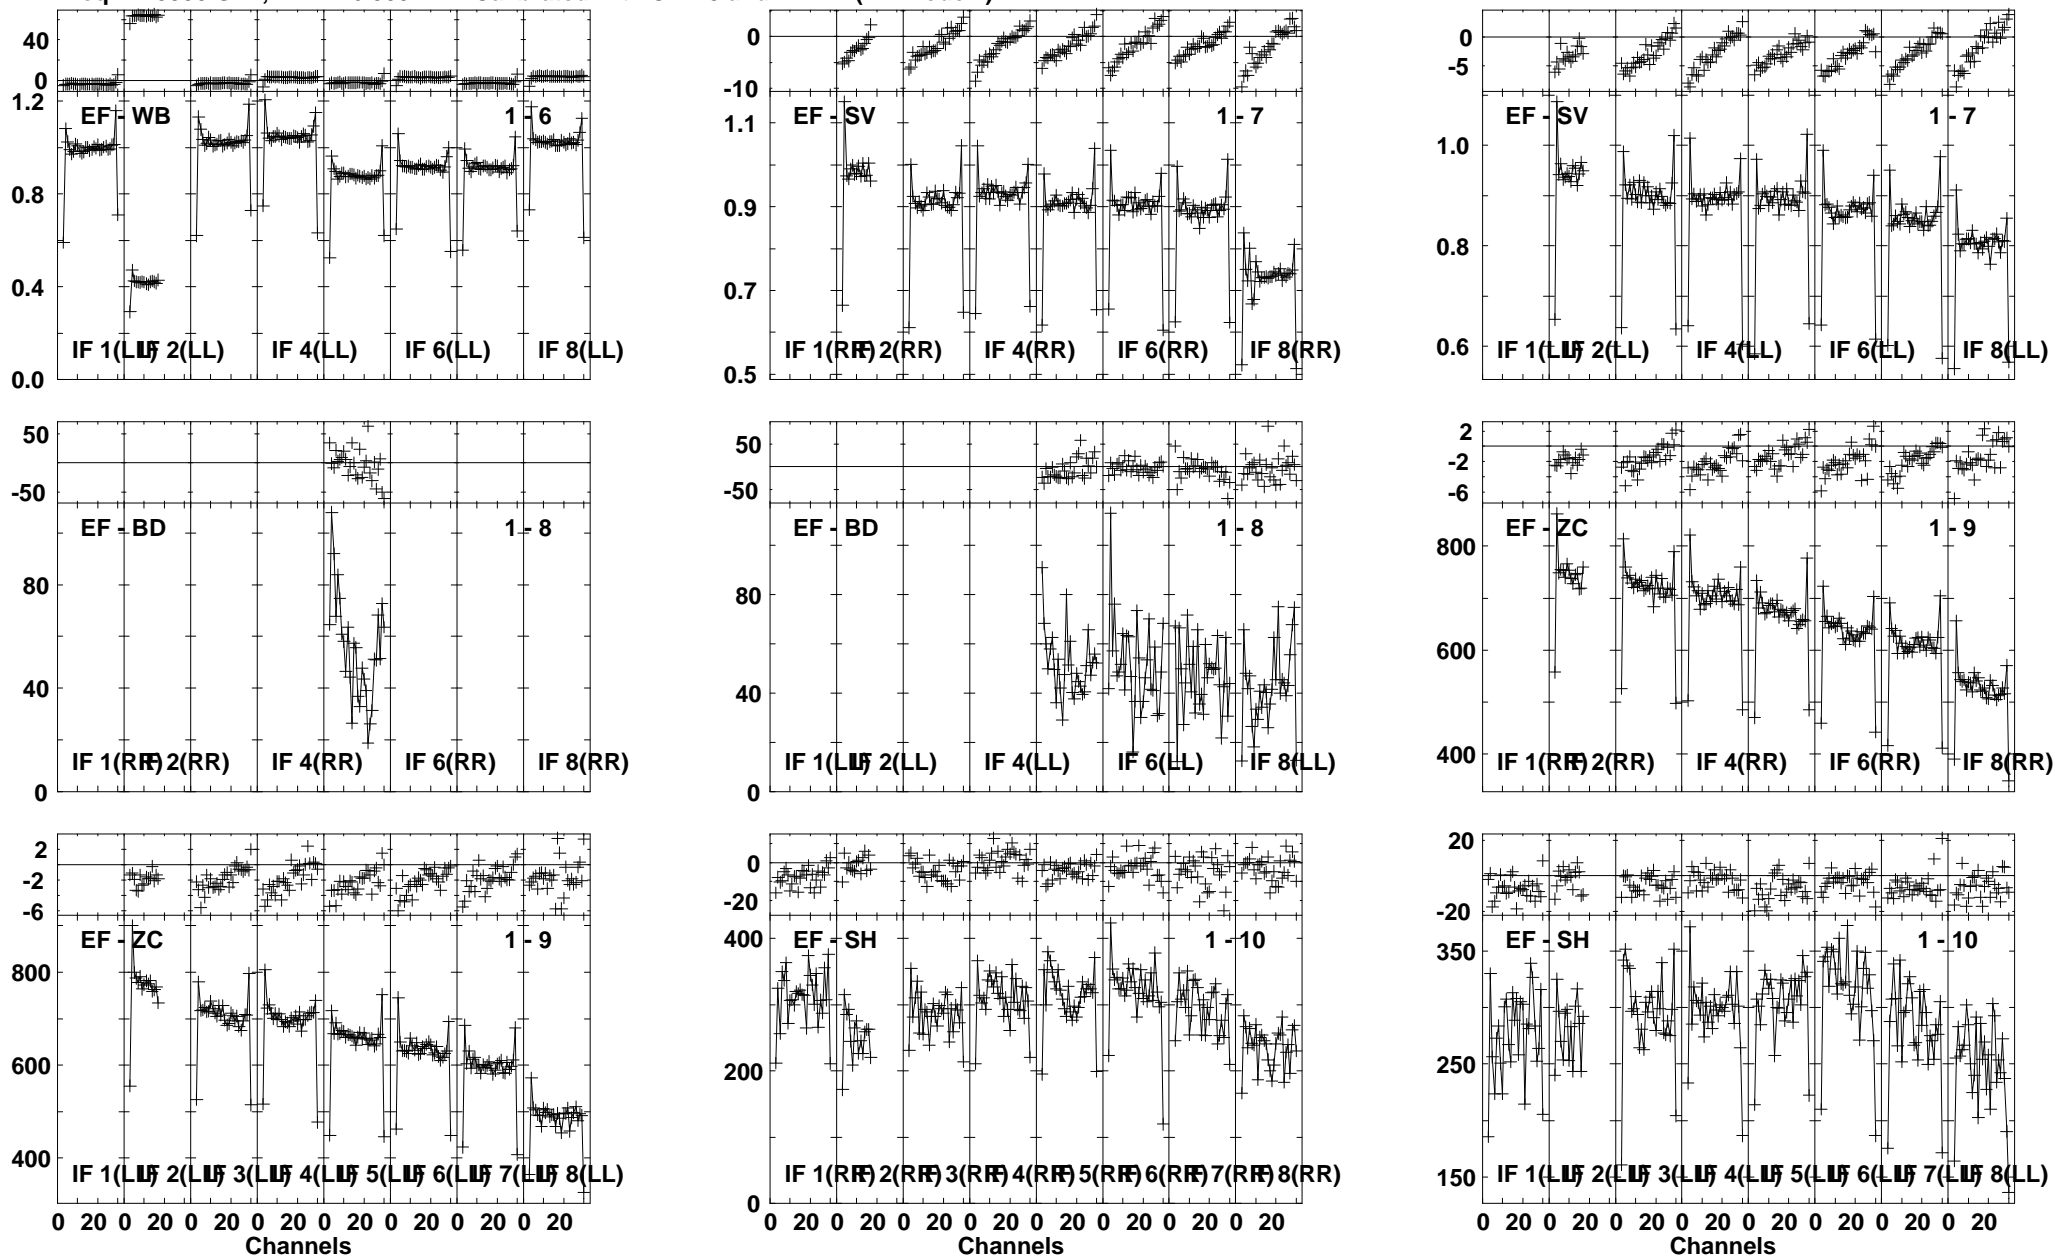 40
0
1.2
EF - WB 1 - 6
1.0
0.8
0.6
0.4
IF 1(LL) IF 2(LL) IF 4(LL) IF 6(LL) IF 8(LL)
0.0
0
-10
EF - SV 1 - 7
1.1
0.9
0.7
IF 1(RR) IF 2(RR) IF 4(RR) IF 6(RR) IF 8(RR)
0.5
0
-5
EF - SV 1 - 7
1.0
0.8
0.6
IF 1(LL) IF 2(LL) IF 4(LL) IF 6(LL) IF 8(LL)
50
-50
EF - BD 1 - 8
80
40
IF 1(RR) IF 2(RR) IF 4(RR) IF 6(RR) IF 8(RR)
0
50
-50
EF - BD 1 - 8
80
40
IF 1(LL) IF 2(LL) IF 4(LL) IF 6(LL) IF 8(LL)
0
2
-2
-6
EF - ZC 1 - 9
800
600
400
IF 1(RR) IF 2(RR) IF 4(RR) IF 6(RR) IF 8(RR)
2
-2
-6
EF - ZC 1 - 9
800
600
400
IF 1(LL) IF 2(LL) IF 3(LL) IF 4(LL) IF 5(LL) IF 6(LL) IF 7(LL) IF 8(LL)
0 20 0 20 0 20 0 20 0 20 0 20 0 20 0 20
Channels
0
-20
EF - SH 1 - 10
400
200
IF 1(RR) IF 2(RR) IF 3(RR) IF 4(RR) IF 5(RR) IF 6(RR) IF 7(RR) IF 8(RR)
0
0 20 0 20 0 20 0 20 0 20 0 20 0 20 0 20
Channels
20
-20
EF - SH 1 - 10
350
250
150
IF 1(LL) IF 2(LL) IF 3(LL) IF 4(LL) IF 5(LL) IF 6(LL) IF 7(LL) IF 8(LL)
0 20 0 20 0 20 0 20 0 20 0 20 0 20 0 20
Channels